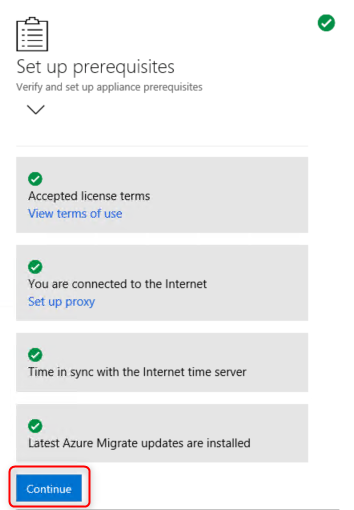 Set up prerequisites
Verify and set up appliance prerequisites
Accepted license terms
View terms of use
You are connected to the Internet
Set up proxy
Time in sync with the Internet time server
Latest Azure Migrate updates are installed
Continue